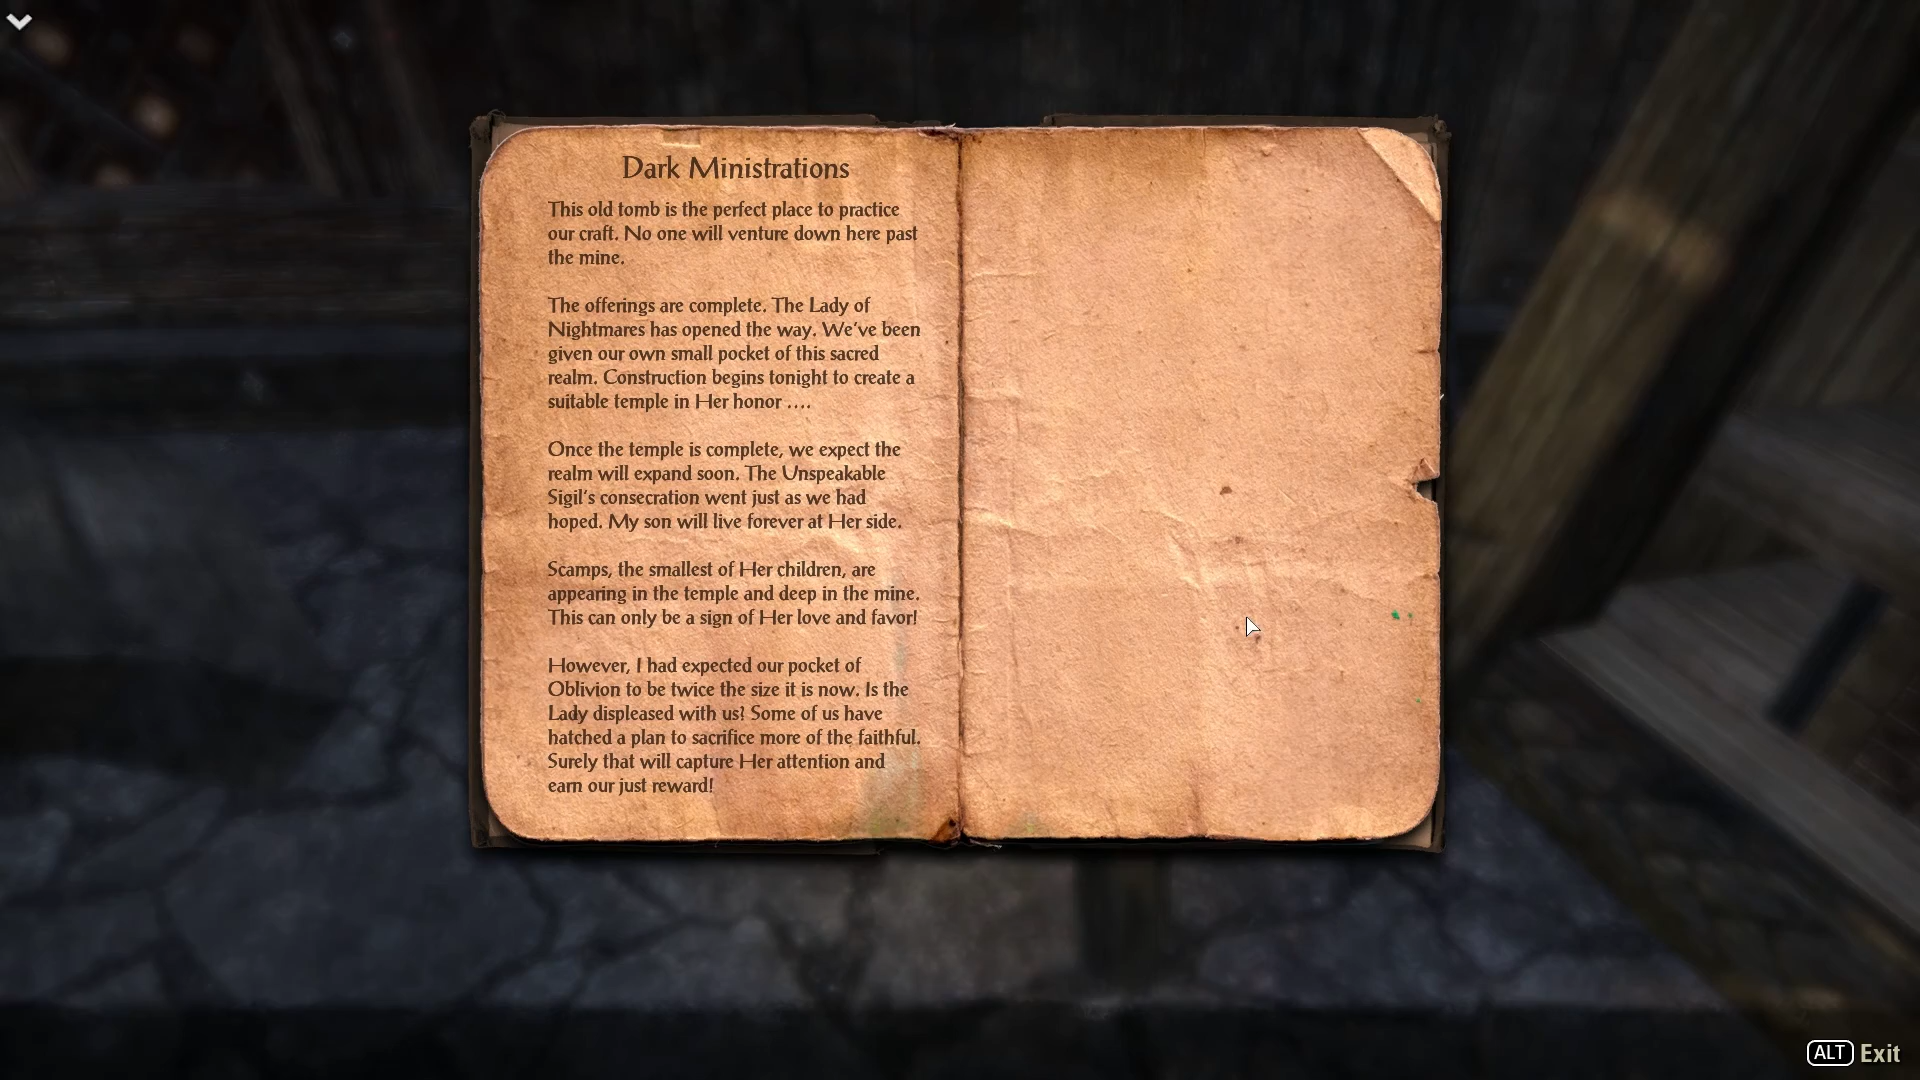 Dark Ministrations
This old tomb is the perfect place to practice
our craft. No one will venture down here past
the mine.
The offerings are complete. The Lady of
Nightmares has opened the way. We've been
given our own small pocket of this sacred
realm. Construction begins tonight to create a
suitable temple in Her honor ....
Once the temple is complete, we expect the
realm will expand soon. The Unspeakable
Sigil's consecration went just as we had
hoped. My son will live forever at Her side.
Scamps, the smallest of Her children, are
appearing in the temple and deep in the mine.
This can only be a sign of Her love and favor!
However, I had expected our pocket of
Oblivion to be twice the size it is now. Is the
Lady displeased with us? Some of us have
hatched a plan to sacrifice more of the faithful.
Surely that will capture Her attention and
earn our just reward!
ALT Exit